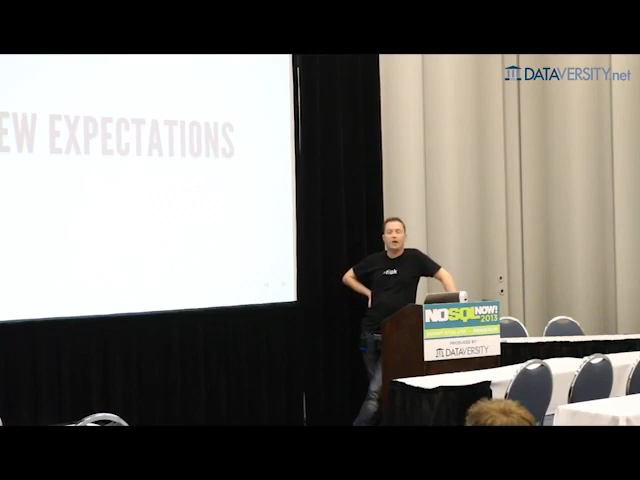 DATAVERSITY.net
EW EXPECTATIONS
NOSQL NOW!
2013
PRODUCED BY
DATAVERSITY